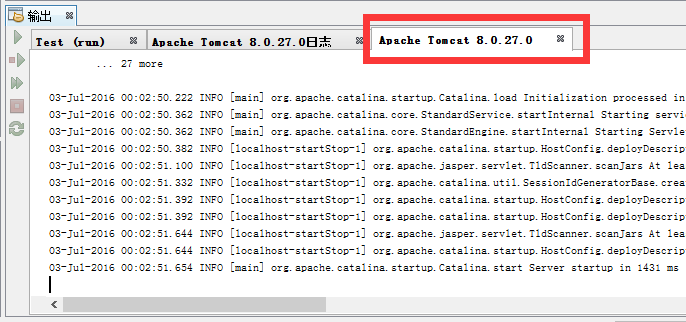 输出
Test (run) Apache Tomcat 8.0.27.0日志 Apache Tomcat 8.0.27.0
... 27 more
03-Jul-2016 00:02:50.222 INFO [main] org.apache.catalina.startup.Catalina.load Initialization processed in
03-Jul-2016 00:02:50.362 INFO [main] org.apache.catalina.core.StandardService.startInternal Starting servic
03-Jul-2016 00:02:50.362 INFO [main] org.apache.catalina.core.StandardEngine.startInternal Starting Servle
03-Jul-2016 00:02:50.382 INFO [localhost-startStop-1] org.apache.catalina.startup.HostConfig.deployDescrip
03-Jul-2016 00:02:51.100 INFO [localhost-startStop-1] org.apache.jasper.servlet.TldScanner.scanJars At lea
03-Jul-2016 00:02:51.332 INFO [localhost-startStop-1] org.apache.catalina.util.SessionIdGeneratorBase.crea
03-Jul-2016 00:02:51.392 INFO [localhost-startStop-1] org.apache.catalina.startup.HostConfig.deployDescrip
03-Jul-2016 00:02:51.392 INFO [localhost-startStop-1] org.apache.catalina.startup.HostConfig.deployDescrip
03-Jul-2016 00:02:51.644 INFO [localhost-startStop-1] org.apache.jasper.servlet.TldScanner.scanJars At lea
03-Jul-2016 00:02:51.644 INFO [localhost-startStop-1] org.apache.catalina.startup.HostConfig.deployDescrip
03-Jul-2016 00:02:51.654 INFO [main] org.apache.catalina.startup.Catalina.start Server startup in 1431 ms